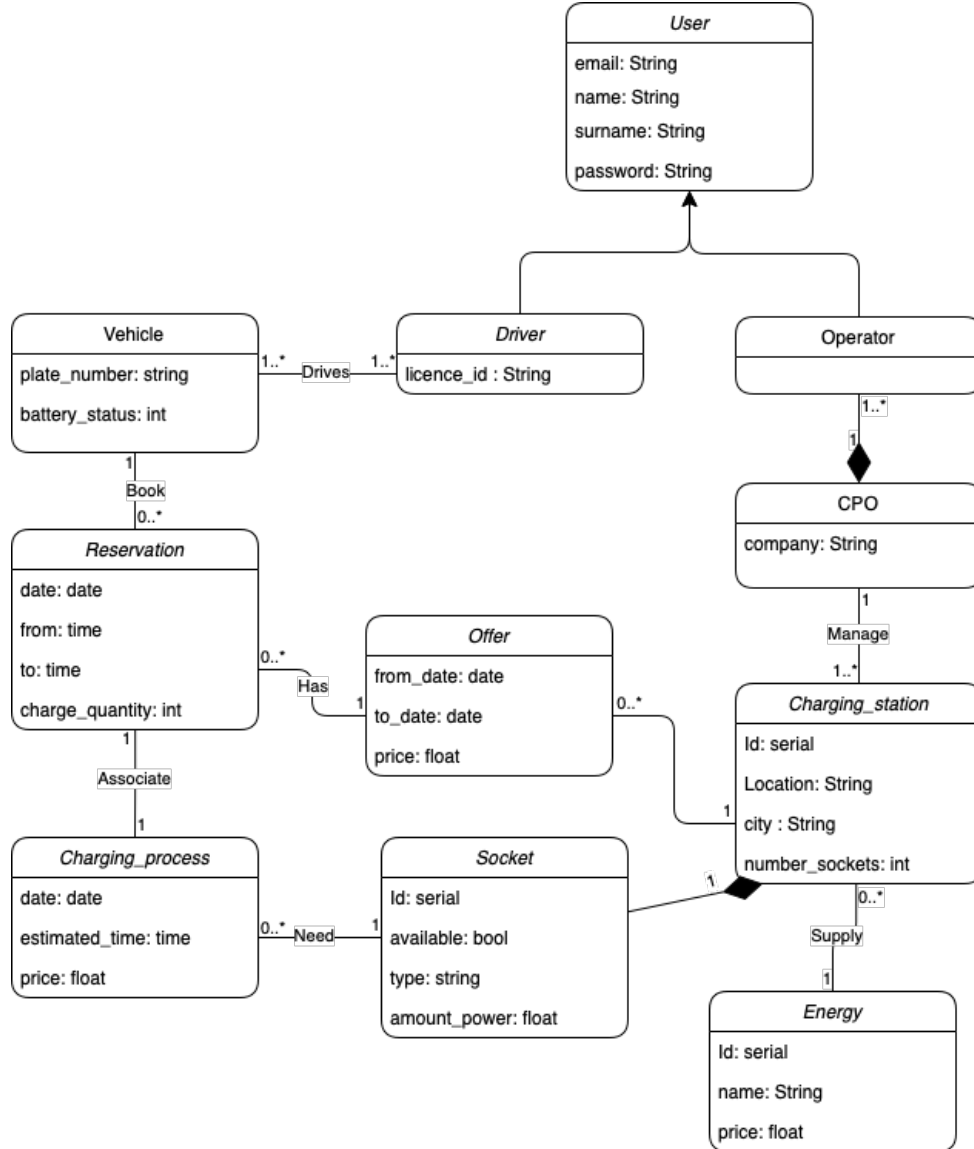 User
email: String
name: String
surname: String
password: String
Vehicle
plate_number: string
battery_status: int
1..*
Drives
1..*
Driver
licence_id : String
Operator
1..*
1
CPO
company: String
1
Book
0..*
Reservation
date: date
from: time
to: time
charge_quantity: int
0..*
Has
1
Offer
from_date: date
to_date: date
price: float
0..*
1
1
Manage
1..*
Charging_station
Id: serial
Location: String
city : String
number_sockets: int
1
Associate
1
Charging_process
date: date
estimated_time: time
price: float
0..*
Need
1
Socket
Id: serial
available: bool
type: string
amount_power: float
1
0..*
Supply
1
Energy
Id: serial
name: String
price: float